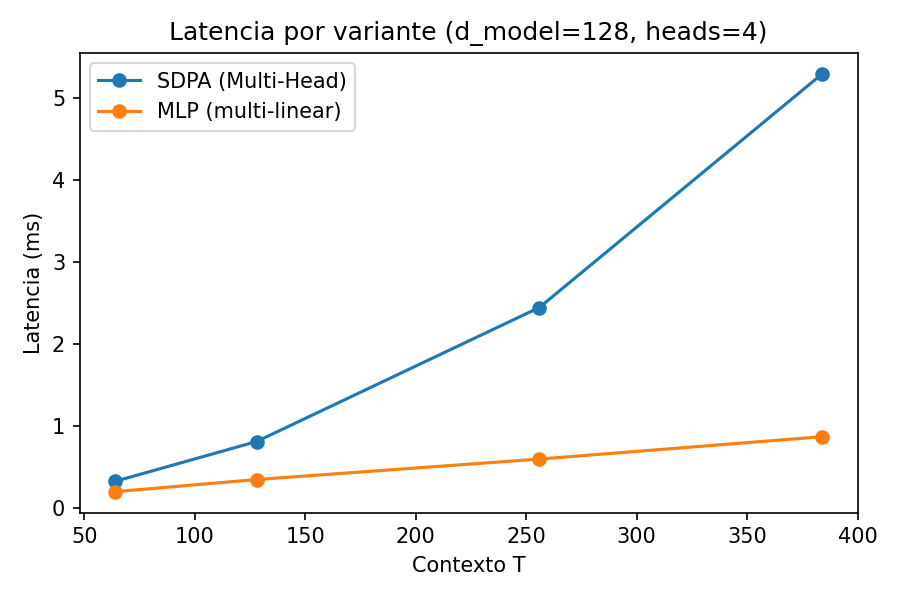 Latencia por variante (d_model=128, heads=4)
SDPA (Multi-Head)
MLP (multi-linear)
Latencia (ms)
5
4
3
2
1
0
50 100 150 200 250 300 350 400
Contexto T